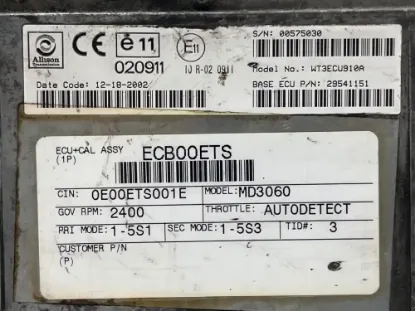 S/N: 00575030
Allison
Transmission
CE e11 E11
020911 10 R-02 0911
Model No.: WT3ECU910A
Date Code: 12-18-2002
BASE ECU P/N: 29541151
ECU+CAL ASSY ECB00ETS
(1P)
CIN: 0E00ETS001E MODEL: MD3060
GOV RPM: 2400 THROTTLE: AUTODETECT
PRI MODE: 1-5S1 SEC MODE: 1-5S3 TID#: 3
CUSTOMER P/N
(P)